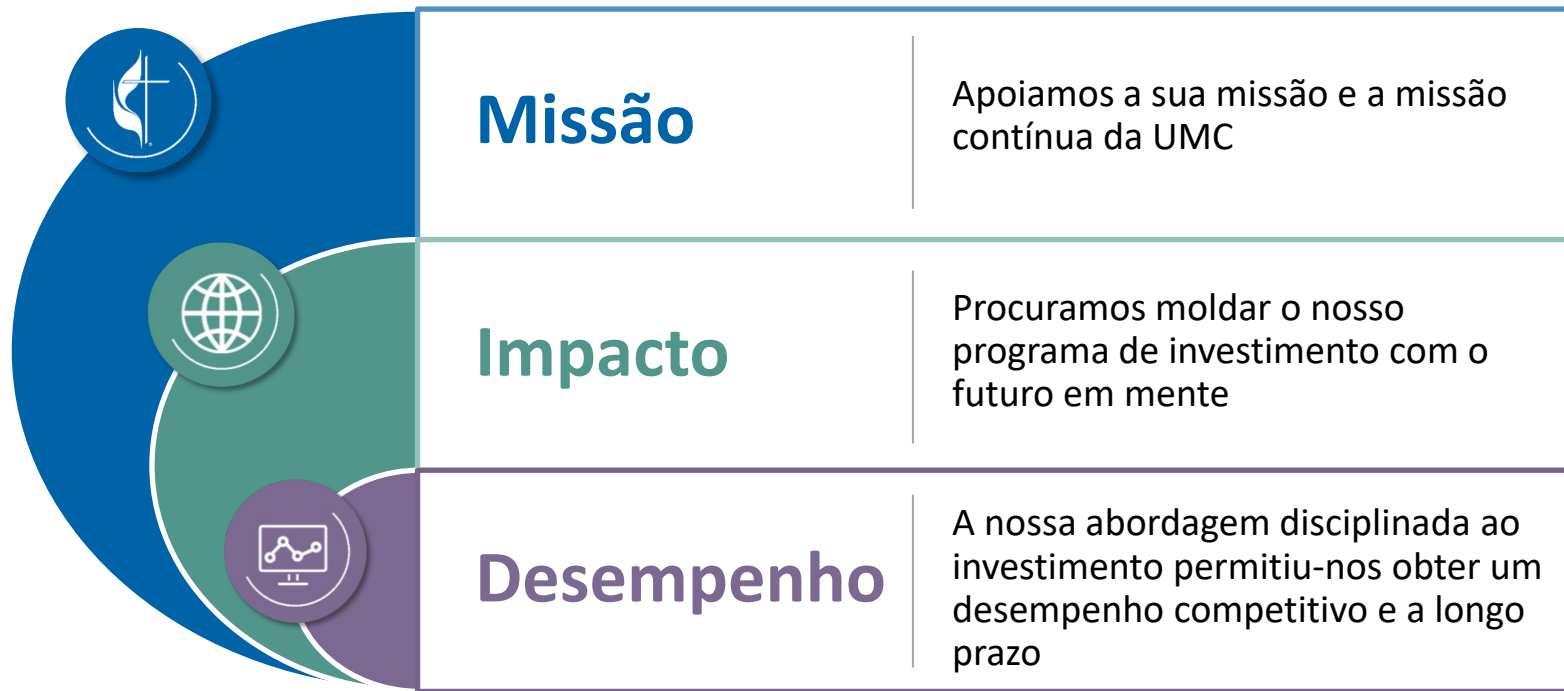 Missão
Apoiamos a sua missão e a missão
contínua da UMC
Impacto
Procuramos moldar o nosso
programa de investimento com o
futuro em mente
Desempenho
A nossa abordagem disciplinada ao
investimento permitiu-nos obter um
desempenho competitivo e a longo
prazo